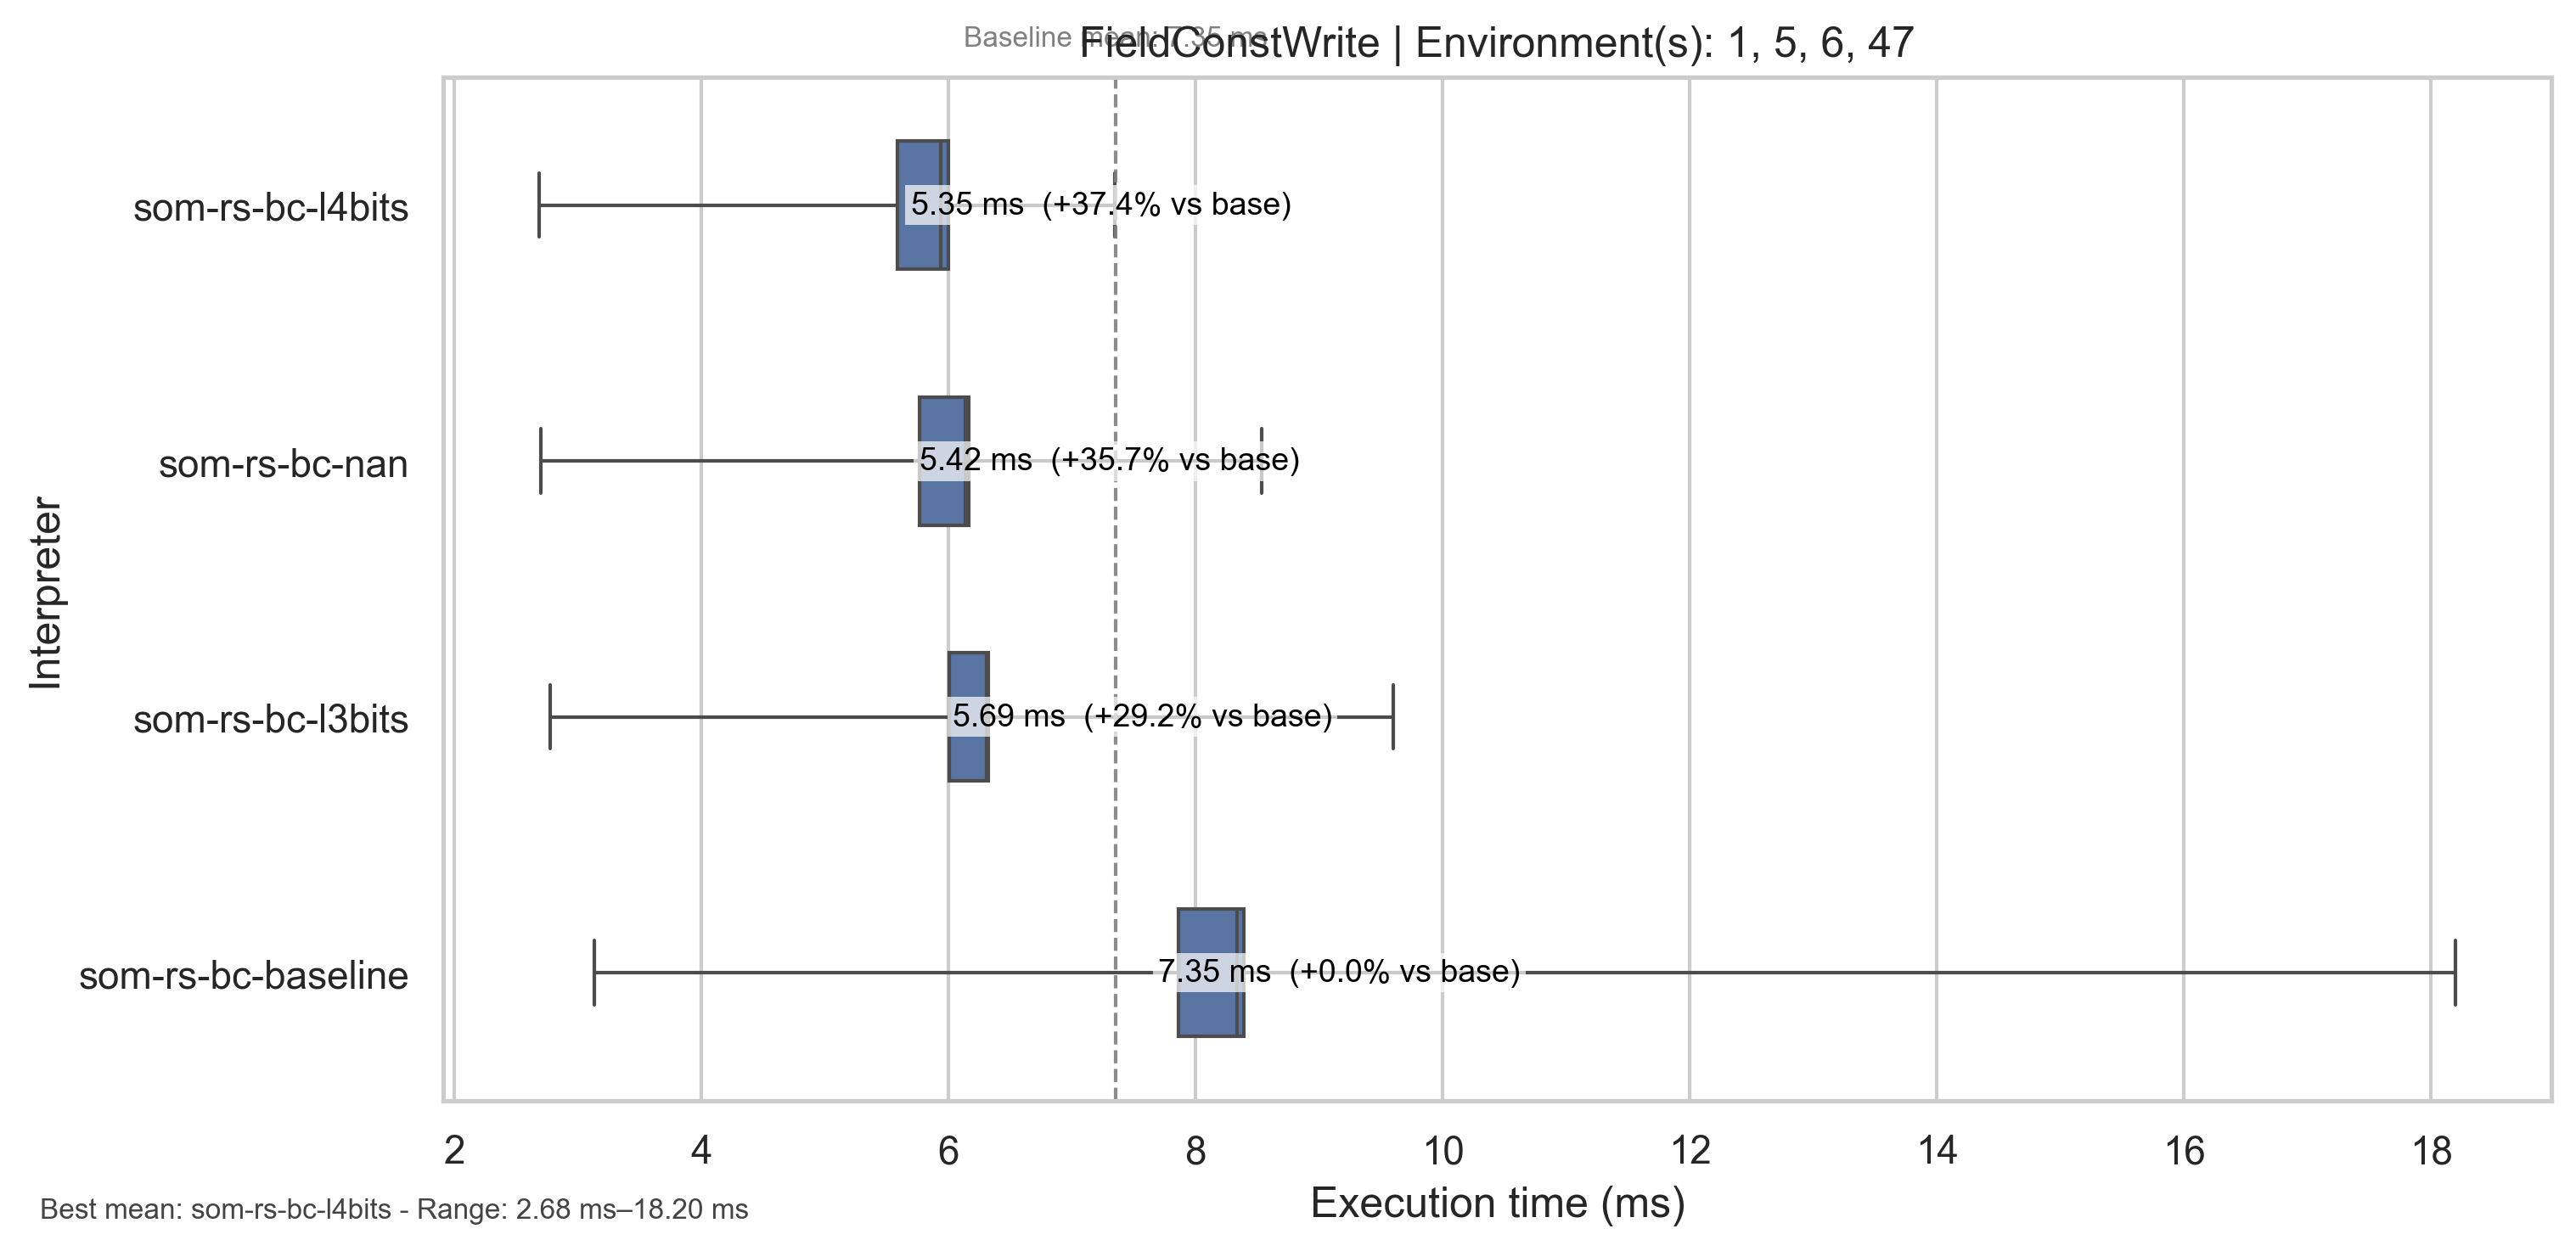 Baseline mean: 7.35 ms
FieldConstWrite | Environment(s): 1, 5, 6, 47
som-rs-bc-l4bits
5.35 ms (+37.4% vs base)
som-rs-bc-nan
5.42 ms (+35.7% vs base)
som-rs-bc-l3bits
5.69 ms (+29.2% vs base)
som-rs-bc-baseline
7.35 ms (+0.0% vs base)
Interpreter
2 4 6 8 10 12 14 16 18
Execution time (ms)
Best mean: som-rs-bc-l4bits - Range: 2.68 ms–18.20 ms